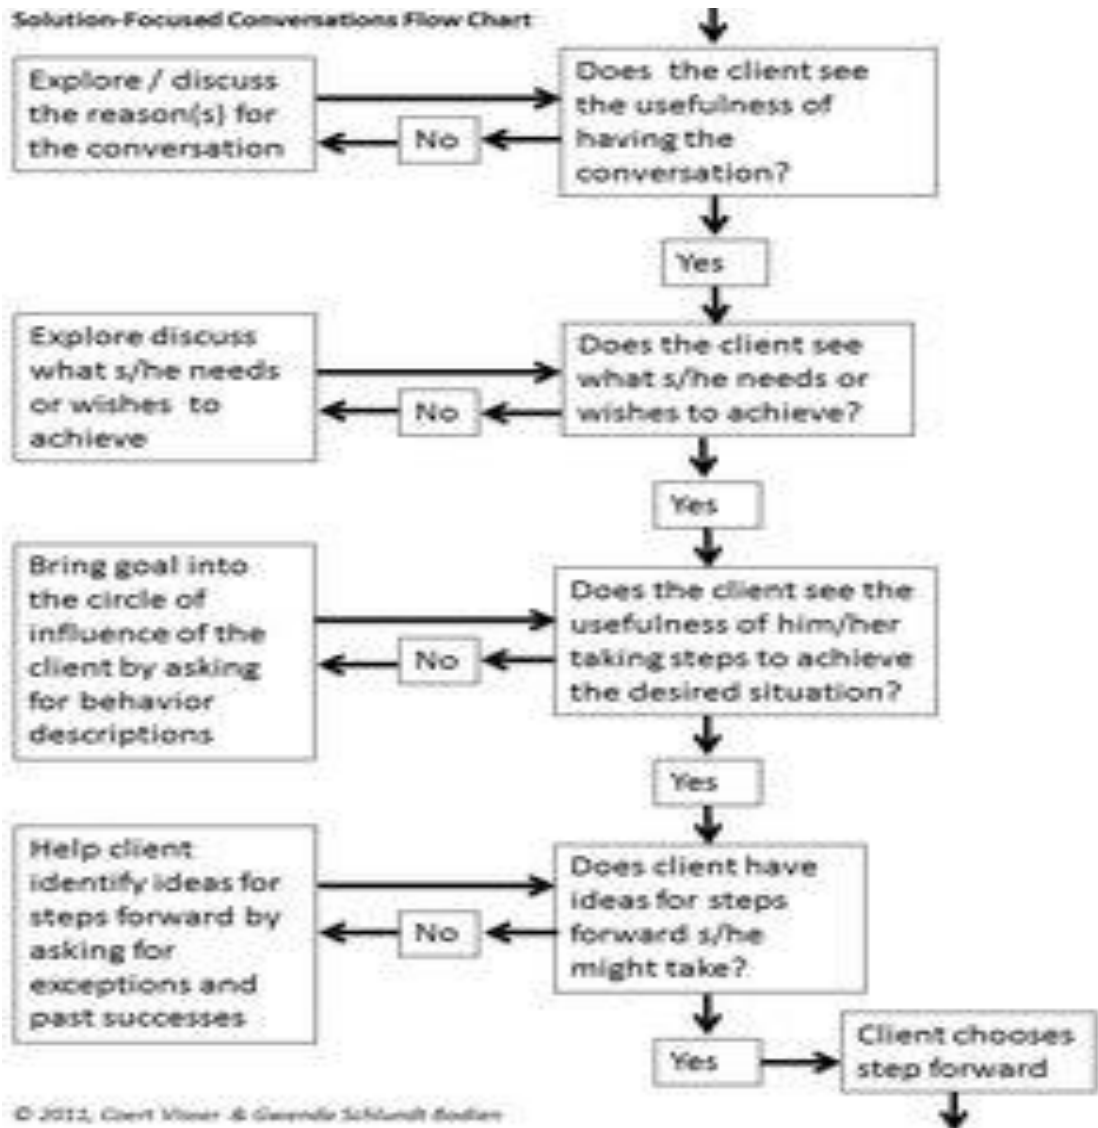 Solution-Focused Conversations Flow Chart
Explore / discuss
the reason(s) for
the conversation
No
Does the client see
the usefulness of
having the
conversation?
Yes
Explore discuss
what s/he needs
or wishes to
achieve
No
Does the client see
what s/he needs or
wishes to achieve?
Yes
Bring goal into
the circle of
influence of the
client by asking
for behavior
descriptions
No
Does the client see the
usefulness of him/her
taking steps to achieve
the desired situation?
Yes
Help client
identify ideas for
steps forward by
asking for
exceptions and
past successes
No
Does client have
ideas for steps
forward s/he
might take?
Yes
Client chooses
step forward
© Coert Visser & Gwenda Schlundt Bodien